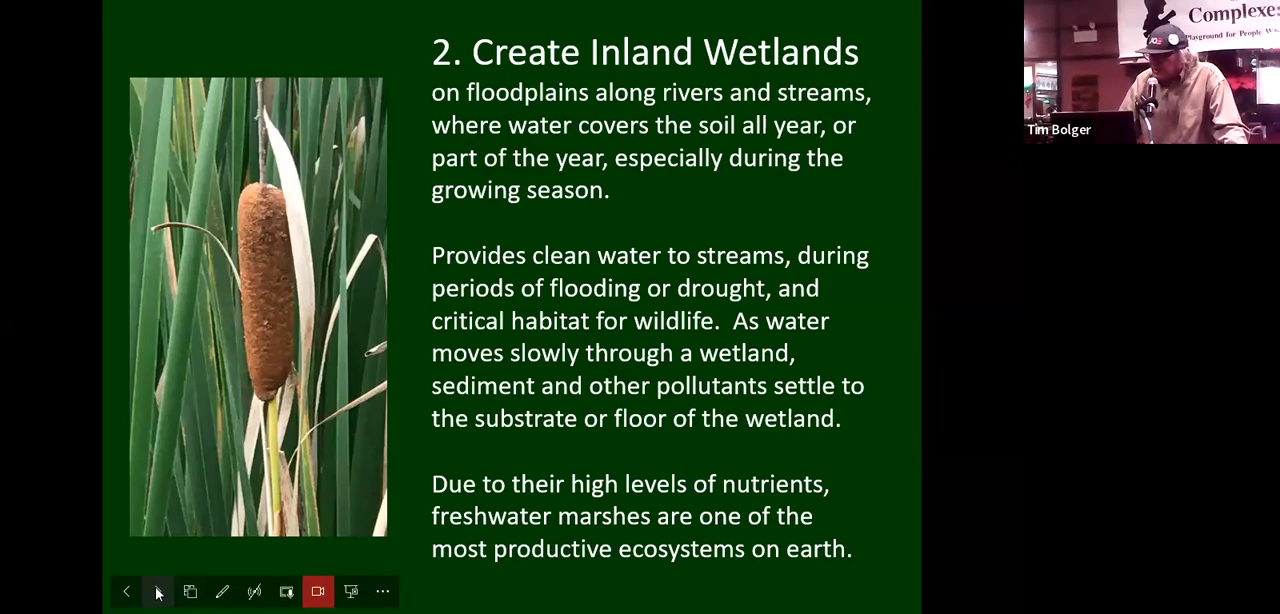 2. Create Inland Wetlands
on floodplains along rivers and streams,
where water covers the soil all year, or
part of the year, especially during the
growing season.
Provides clean water to streams, during
periods of flooding or drought, and
critical habitat for wildlife.  As water
moves slowly through a wetland,
sediment and other pollutants settle to
the substrate or floor of the wetland.
Due to their high levels of nutrients,
freshwater marshes are one of the
most productive ecosystems on earth.
Complexe
Playground for People
Tim Bolger